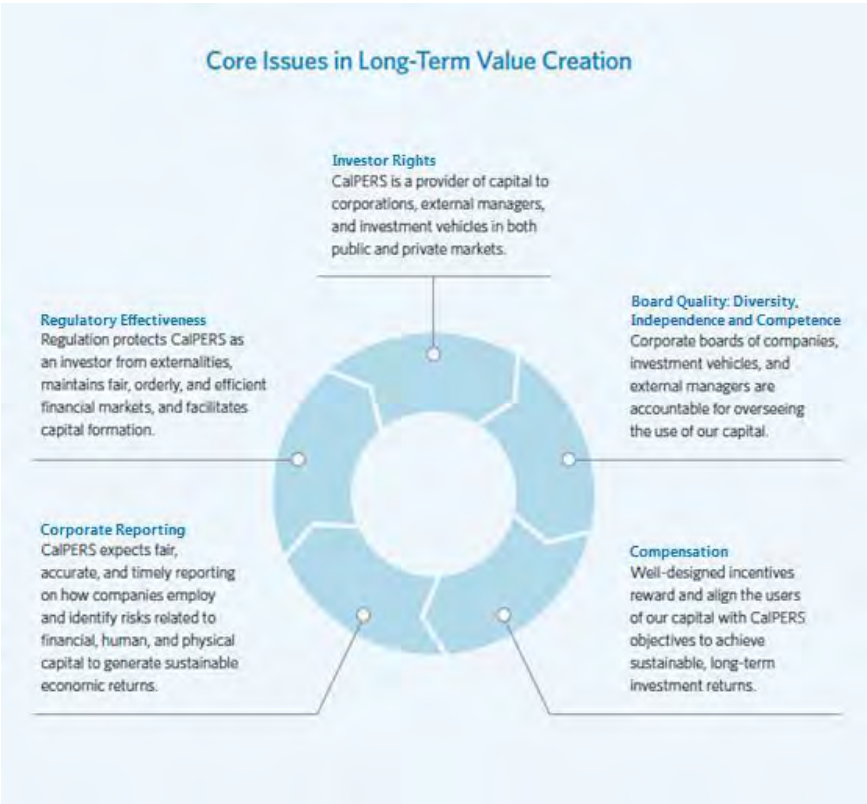 Core Issues in Long-Term Value Creation
Investor Rights
CalPERS is a provider of capital to
corporations, external managers,
and investment vehicles in both
public and private markets.
Board Quality: Diversity,
Independence and Competence
Corporate boards of companies,
investment vehicles, and
external managers are
accountable for overseeing
the use of our capital.
Compensation
Well-designed incentives
reward and align the users
of our capital with CalPERS
objectives to achieve
sustainable, long-term
investment returns.
Corporate Reporting
CalPERS expects fair,
accurate, and timely reporting
on how companies employ
and identify risks related to
financial, human, and physical
capital to generate sustainable
economic returns.
Regulatory Effectiveness
Regulation protects CalPERS as
an investor from externalities,
maintains fair, orderly, and efficient
financial markets, and facilitates
capital formation.